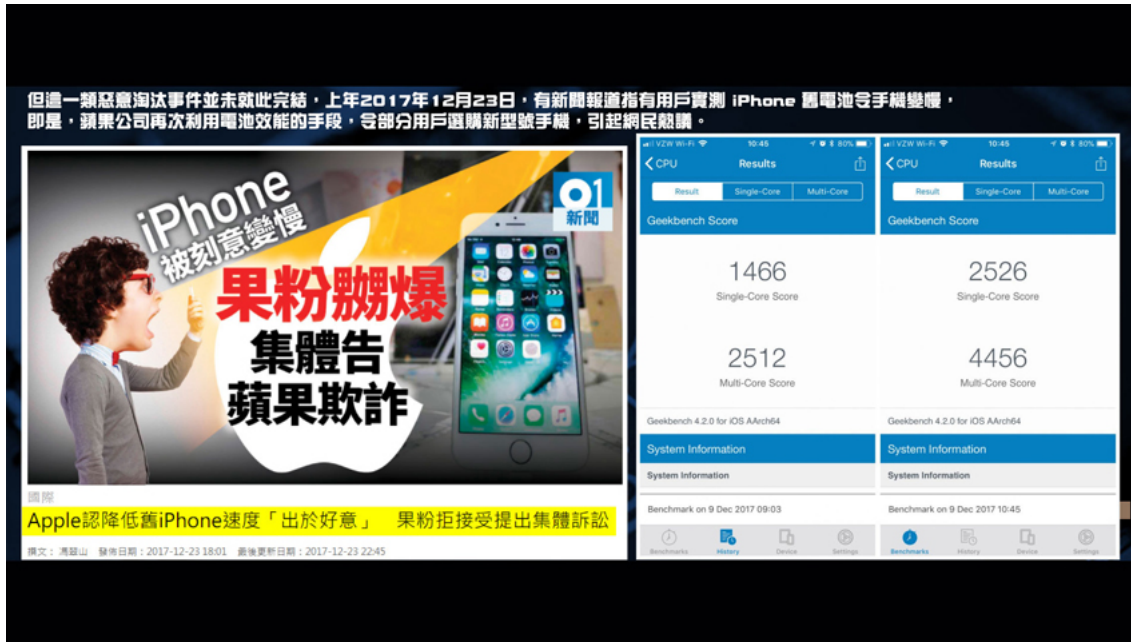 但這一類惡意淘汰事件並未就此完結，上年2017年12月23日，有新聞報道指有用戶實測 iPhone 舊電池令手機變慢，
即是，蘋果公司再次利用電池效能的手段，令部分用戶選購新型號手機，引起網民熱議。
iPhone
被刻意變慢
果粉嬲爆
集體告
蘋果欺詐
01
新聞
國際
Apple認降低舊iPhone速度「出於好意」 果粉拒接受提出集體訴訟
撰文：馮韶山 發佈日期：2017-12-23 18:01 最後更新日期：2017-12-23 22:45
VZW Wi-Fi 10:45 80%
CPU Results
Result Single-Core Multi-Core
Geekbench Score
1466
Single-Core Score
2512
Multi-Core Score
Geekbench 4.2.0 for iOS AArch64
System Information
System Information
Benchmark on 9 Dec 2017 09:03
Benchmarks History Device Settings
VZW Wi-Fi 10:45 80%
CPU Results
Result Single-Core Multi-Core
Geekbench Score
2526
Single-Core Score
4456
Multi-Core Score
Geekbench 4.2.0 for iOS AArch64
System Information
System Information
Benchmark on 9 Dec 2017 10:45
Benchmarks History Device Settings